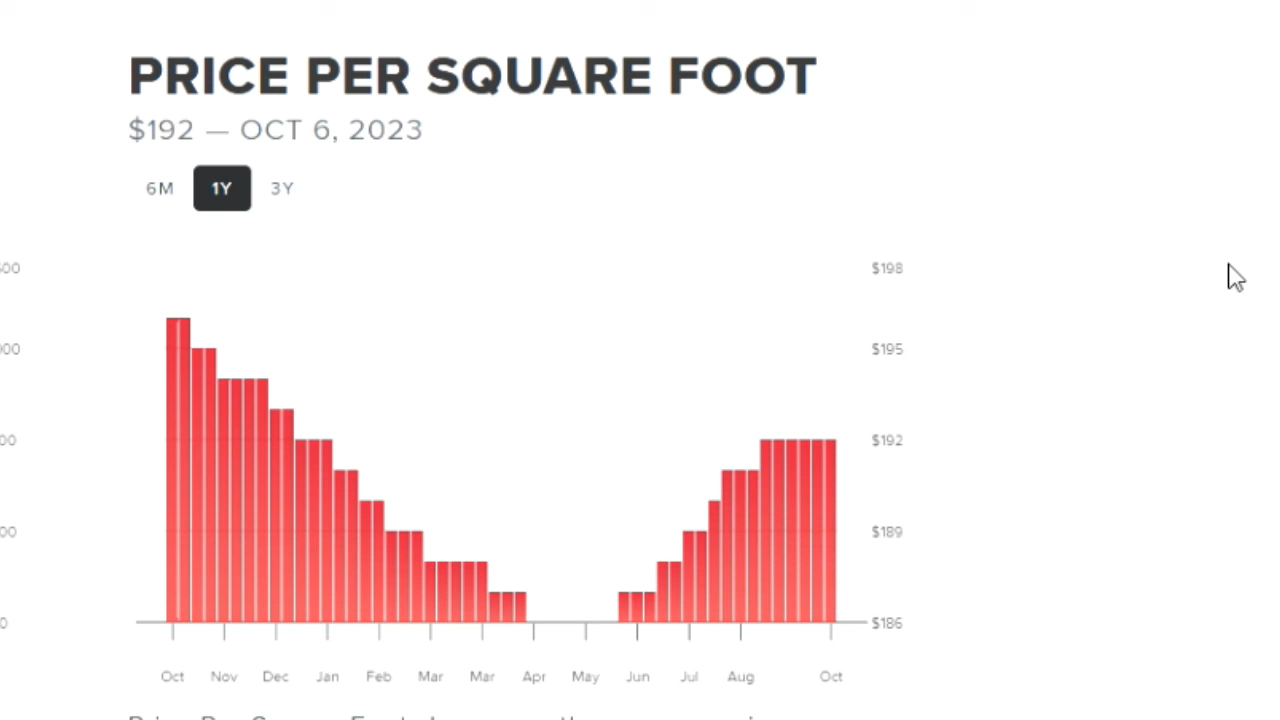 PRICE PER SQUARE FOOT
$192 — OCT 6, 2023
6M 1Y 3Y
$198
$195
$192
$189
$186
Oct Nov Dec Jan Feb Mar Mar Apr May Jun Jul Aug Oct